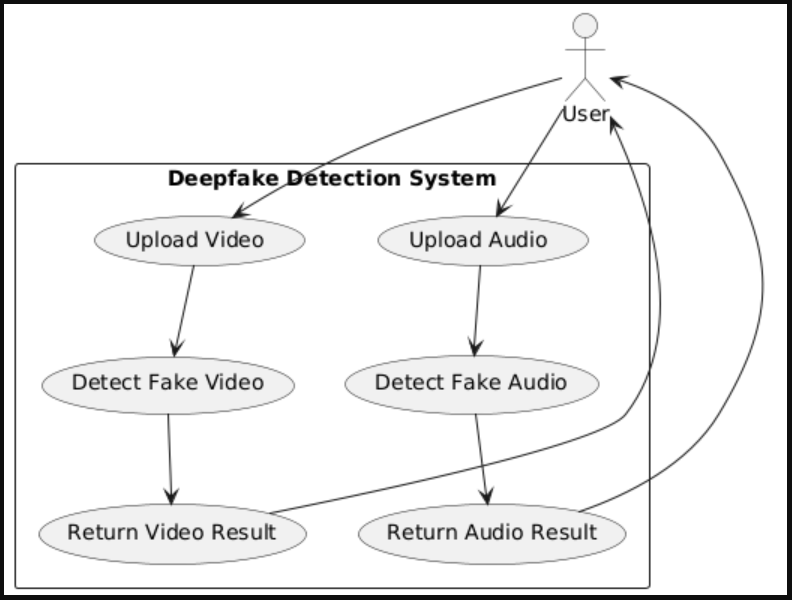 User
Deepfake Detection System
Upload Video
Upload Audio
Detect Fake Video
Detect Fake Audio
Return Video Result
Return Audio Result